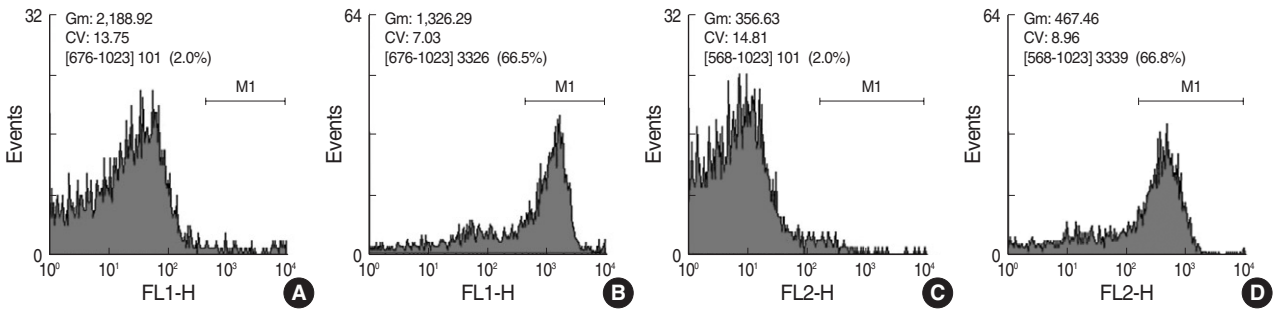 32
Gm: 2,188.92
CV: 13.75
[676-1023] 101 (2.0%)
M1
Events
0
10⁰ 10¹ 10² 10³ 10⁴
FL1-H
A
64
Gm: 1,326.29
CV: 7.03
[676-1023] 3326 (66.5%)
M1
Events
0
10⁰ 10¹ 10² 10³ 10⁴
FL1-H
B
32
Gm: 356.63
CV: 14.81
[568-1023] 101 (2.0%)
M1
Events
0
10⁰ 10¹ 10² 10³ 10⁴
FL2-H
C
64
Gm: 467.46
CV: 8.96
[568-1023] 3339 (66.8%)
M1
Events
0
10⁰ 10¹ 10² 10³ 10⁴
FL2-H
D